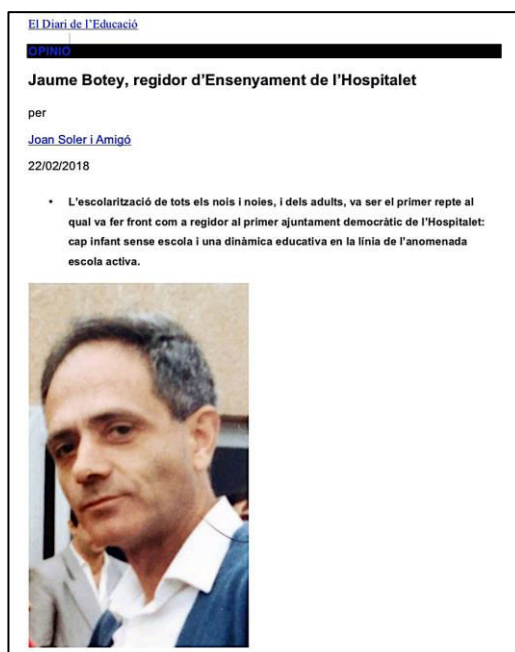 El Diari de l'Educació
OPINIO
Jaume Botey, regidor d'Ensenyament de l'Hospitalet
per
Joan Soler i Amigó
22/02/2018
• L'escolarització de tots els nois i noies, i dels adults, va ser el primer repte al
qual va fer front com a regidor al primer ajuntament democràtic de l'Hospitalet:
cap infant sense escola i una dinàmica educativa en la línia de l'anomenada
escola activa.